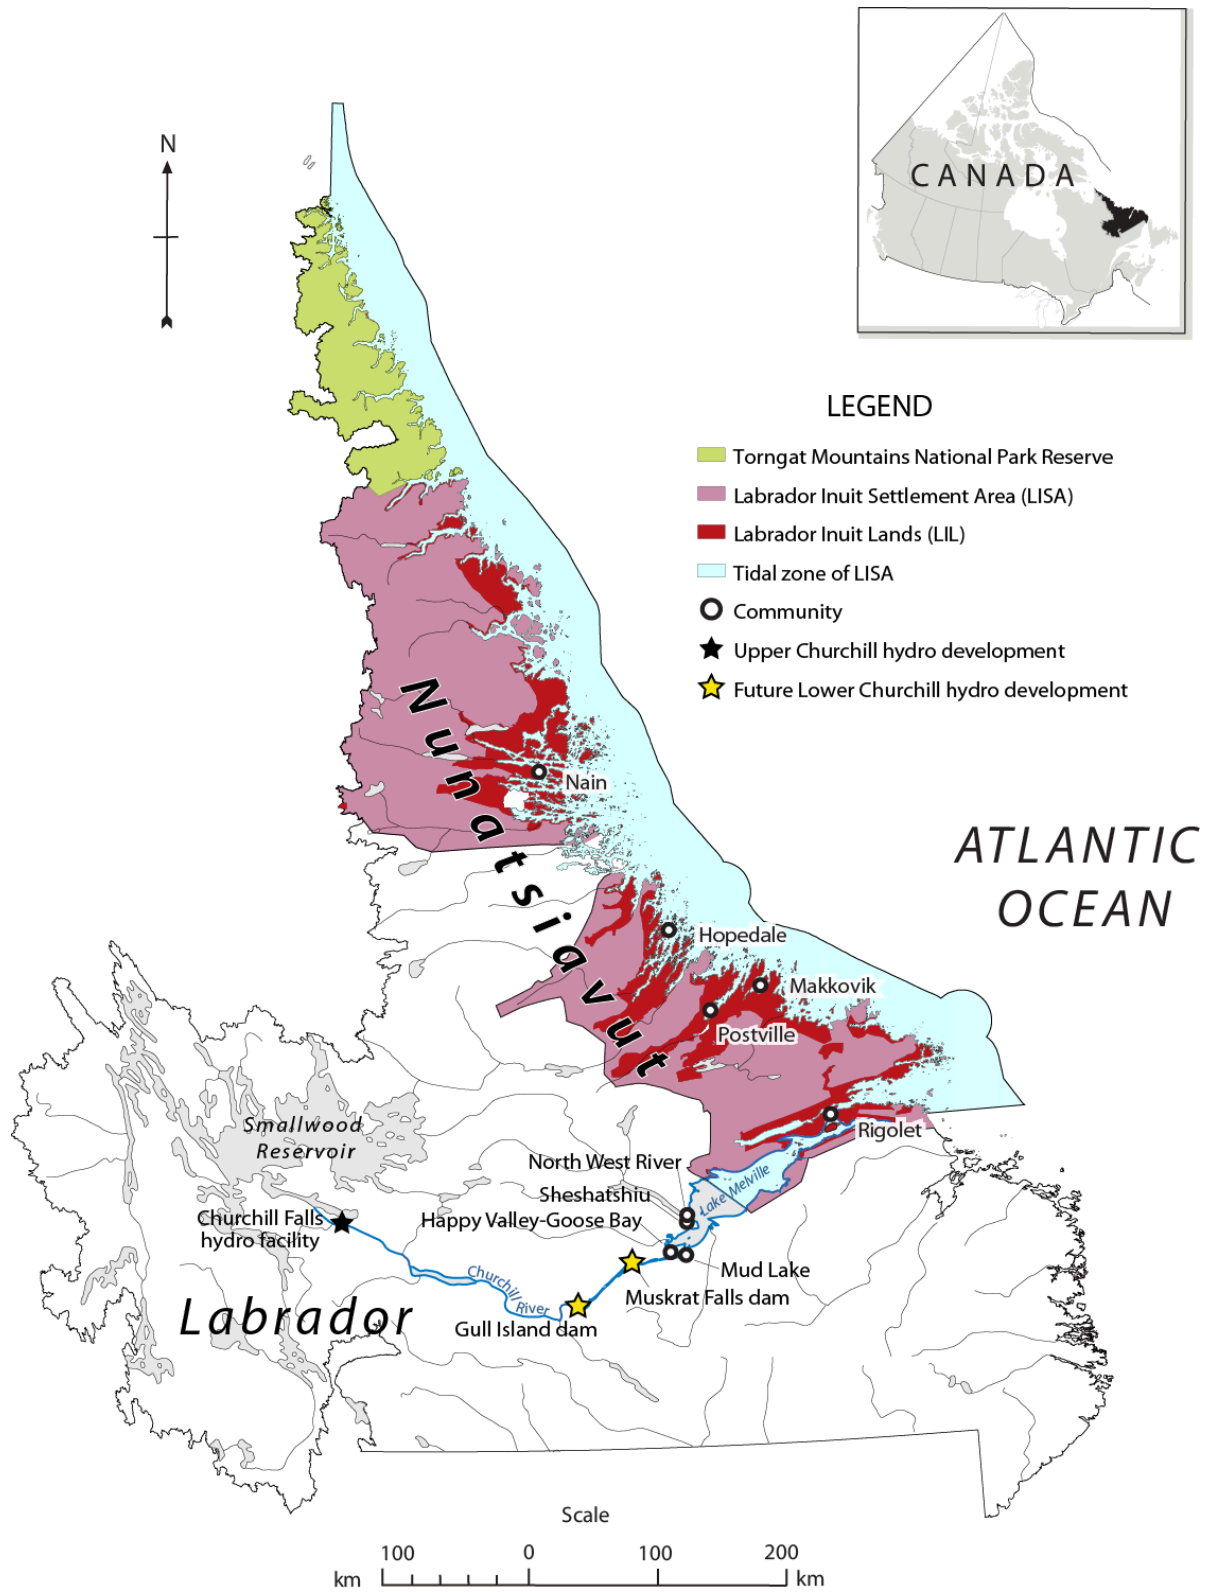 N
CANADA
LEGEND
Torngat Mountains National Park Reserve
Labrador Inuit Settlement Area (LISA)
Labrador Inuit Lands (LIL)
Tidal zone of LISA
Community
Upper Churchill hydro development
Future Lower Churchill hydro development
Nunatsiavut
Nain
ATLANTIC
OCEAN
Hopedale
Makkovik
Postville
Smallwood
Reservoir
Rigolet
North West River
Lake Melville
Sheshatshiu
Churchill Falls
hydro facility
Happy Valley-Goose Bay
Mud Lake
Churchill
River
Muskrat Falls dam
Labrador
Gull Island dam
Scale
100 0 100 200
km km